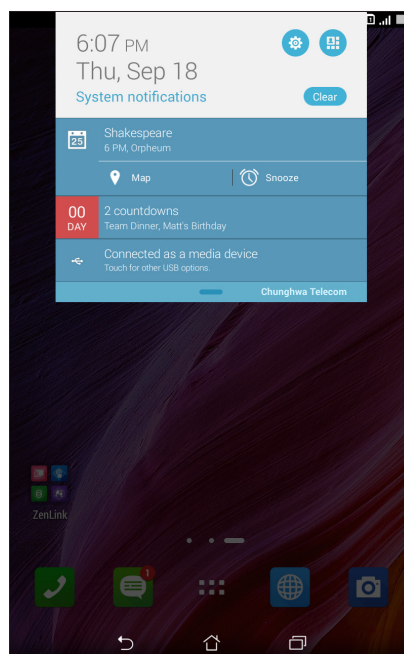 6:07 PM
Thu, Sep 18
System notifications
Clear
25
Shakespeare
6 PM, Orpheum
Map
Snooze
00
DAY
2 countdowns
Team Dinner, Matt's Birthday
Connected as a media device
Touch for other USB options.
Chunghwa Telecom
ZenLink
1